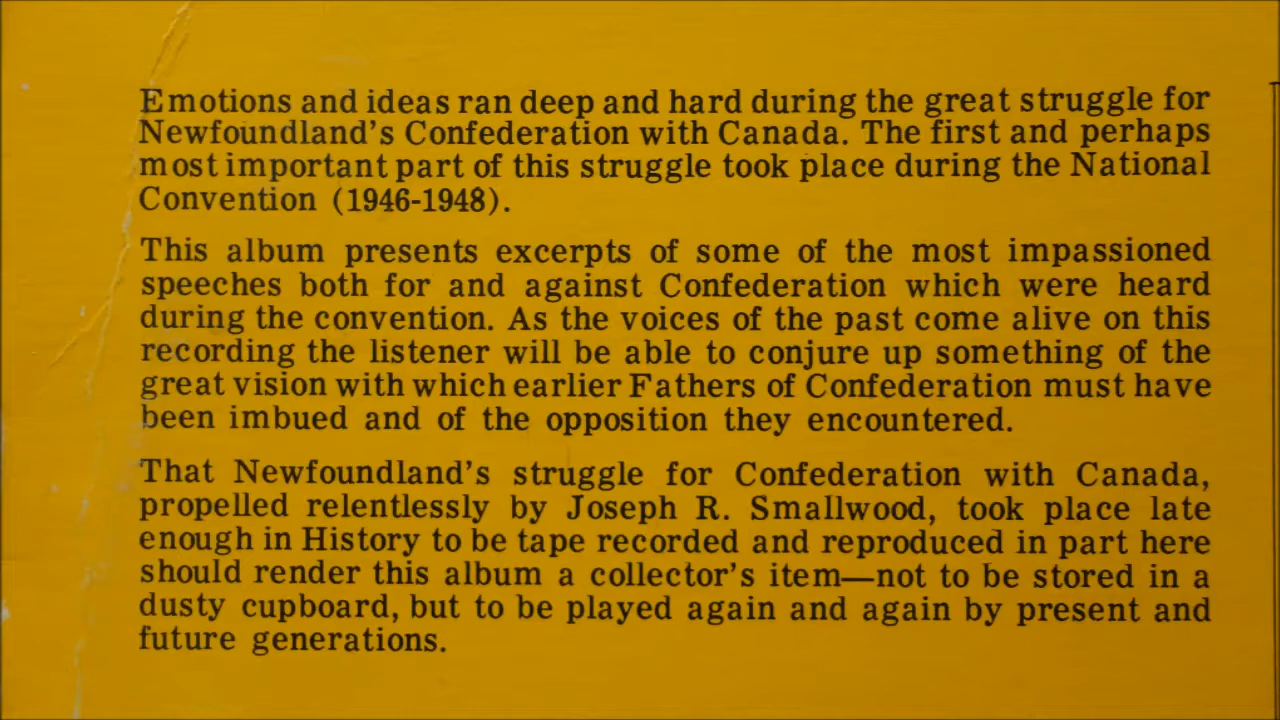 Emotions and ideas ran deep and hard during the great struggle for
Newfoundland's Confederation with Canada. The first and perhaps
most important part of this struggle took place during the National
Convention (1946-1948).
This album presents excerpts of some of the most impassioned
speeches both for and against Confederation which were heard
during the convention. As the voices of the past come alive on this
recording the listener will be able to conjure up something of the
great vision with which earlier Fathers of Confederation must have
been imbued and of the opposition they encountered.
That Newfoundland's struggle for Confederation with Canada,
propelled relentlessly by Joseph R. Smallwood, took place late
enough in History to be tape recorded and reproduced in part here
should render this album a collector's item—not to be stored in a
dusty cupboard, but to be played again and again by present and
future generations.